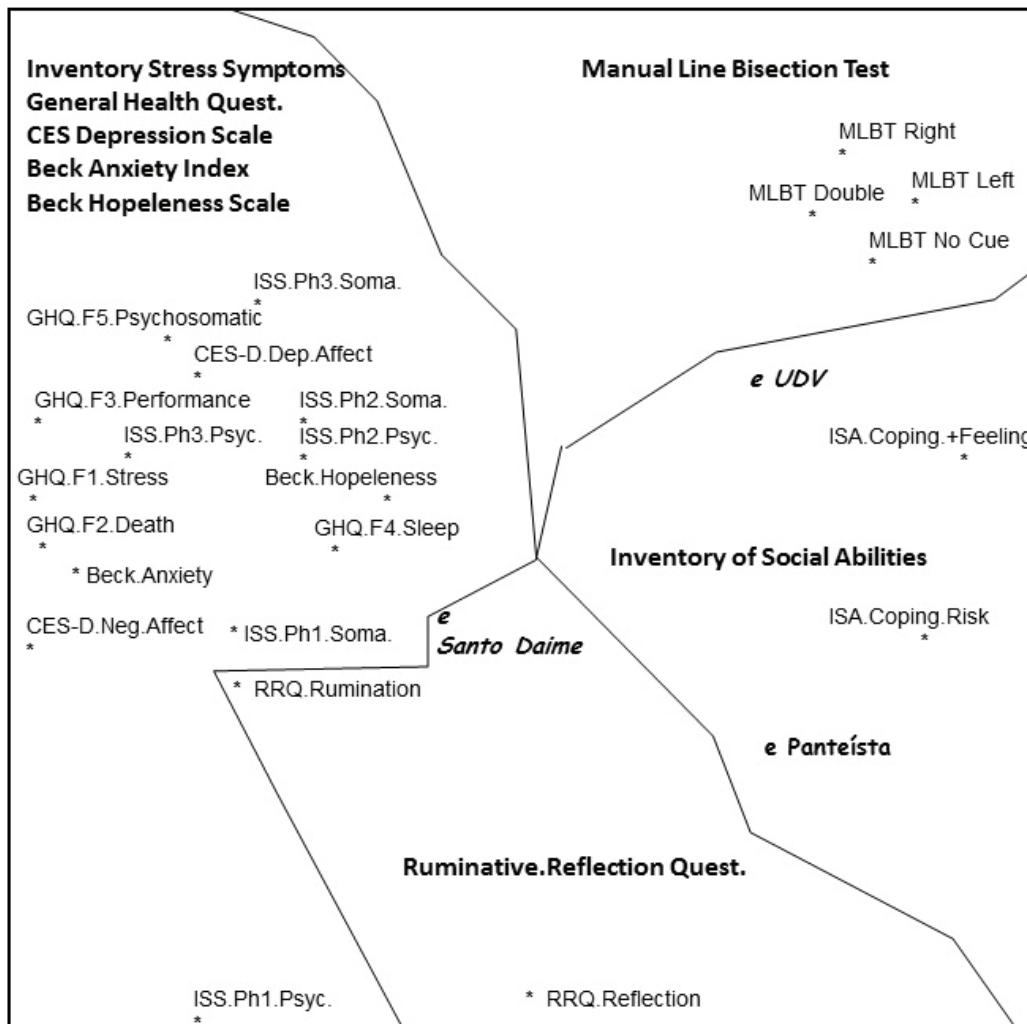 Inventory Stress Symptoms
General Health Quest.
CES Depression Scale
Beck Anxiety Index
Beck Hopeleness Scale
Manual Line Bisection Test
MLBT Right
*
MLBT Left
*
MLBT Double
*
MLBT No Cue
*
ISS.Ph3.Soma.
*
GHQ.F5.Psychosomatic
*
CES-D.Dep.Affect
*
GHQ.F3.Performance
*
ISS.Ph2.Soma.
*
ISS.Ph3.Psyc.
*
ISS.Ph2.Psyc.
*
GHQ.F1.Stress
*
Beck.Hopeleness
*
GHQ.F2.Death
*
GHQ.F4.Sleep
*
* Beck.Anxiety
CES-D.Neg.Affect
*
* ISS.Ph1.Soma.
e UDV
ISA.Coping.+Feeling
*
Inventory of Social Abilities
ISA.Coping.Risk
*
e
Santo Daime
* RRQ.Rumination
e Panteísta
Ruminative.Reflection Quest.
ISS.Ph1.Psyc.
*
* RRQ.Reflection